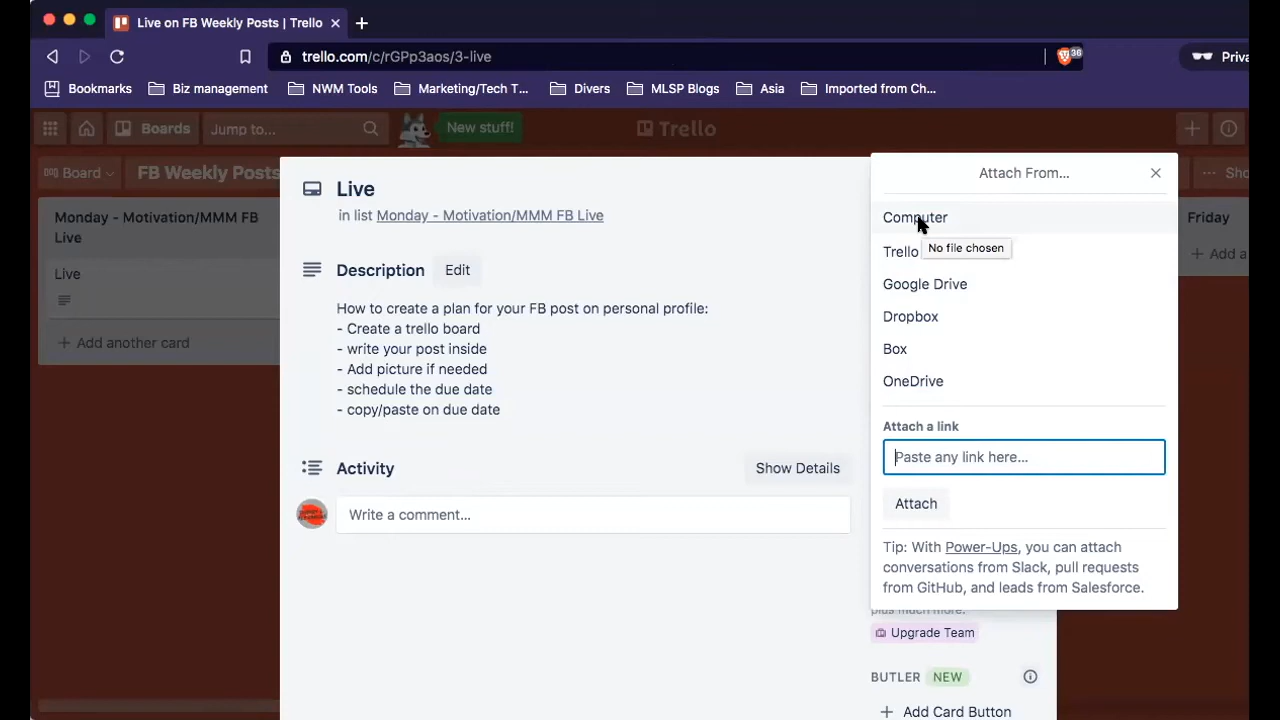 Live on FB Weekly Posts | Trello
trello.com/c/rGPp3aos/3-live
36
Bookmarks Biz management NWM Tools Marketing/Tech T... Divers MLSP Blogs Asia Imported from Ch...
Boards Jump to... New stuff! Trello
Board FB Weekly Posts
Monday - Motivation/MMM FB
Live
Live
+ Add another card
Live
in list Monday - Motivation/MMM FB Live
Description Edit
How to create a plan for your FB post on personal profile:
- Create a trello board
- write your post inside
- Add picture if needed
- schedule the due date
- copy/paste on due date
Activity Show Details
Write a comment...
Attach From...
Computer
No file chosen
Trello
Google Drive
Dropbox
Box
OneDrive
Attach a link
Paste any link here...
Attach
Tip: With Power-Ups, you can attach
conversations from Slack, pull requests
from GitHub, and leads from Salesforce.
plus much more.
Upgrade Team
BUTLER NEW
+ Add Card Button
Friday